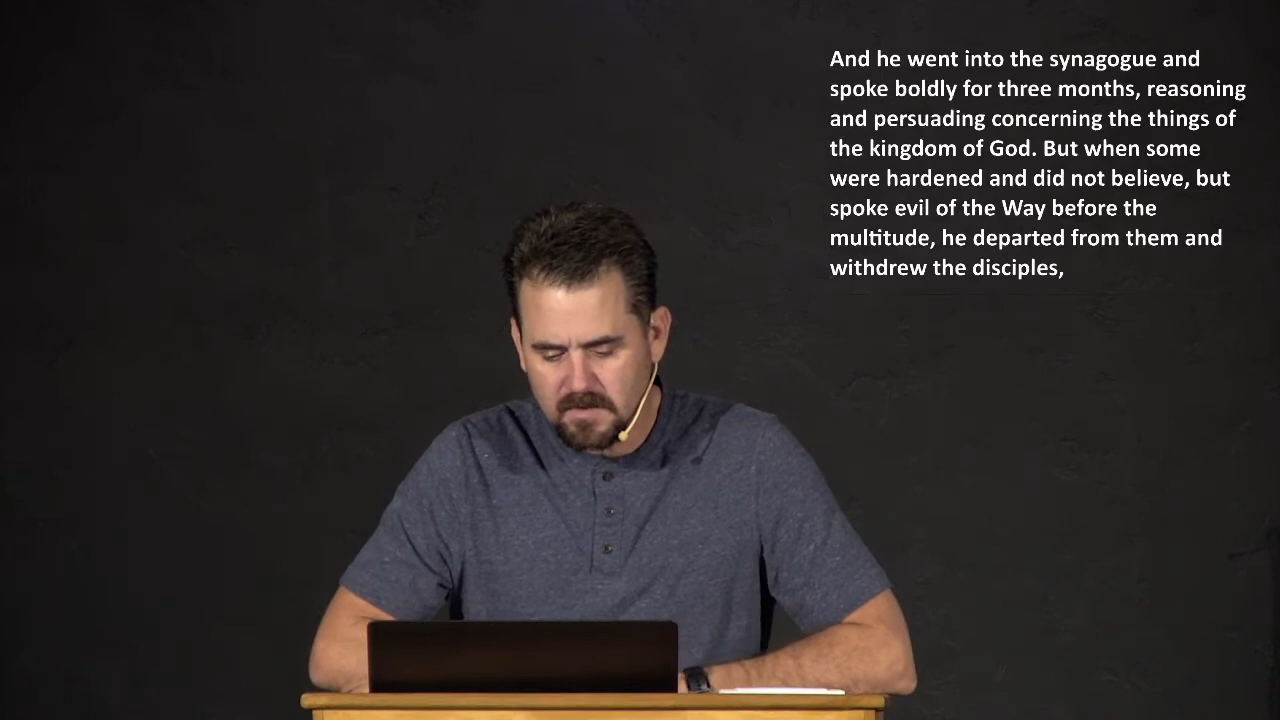 And he went into the synagogue and
spoke boldly for three months, reasoning
and persuading concerning the things of
the kingdom of God. But when some
were hardened and did not believe, but
spoke evil of the Way before the
multitude, he departed from them and
withdrew the disciples,